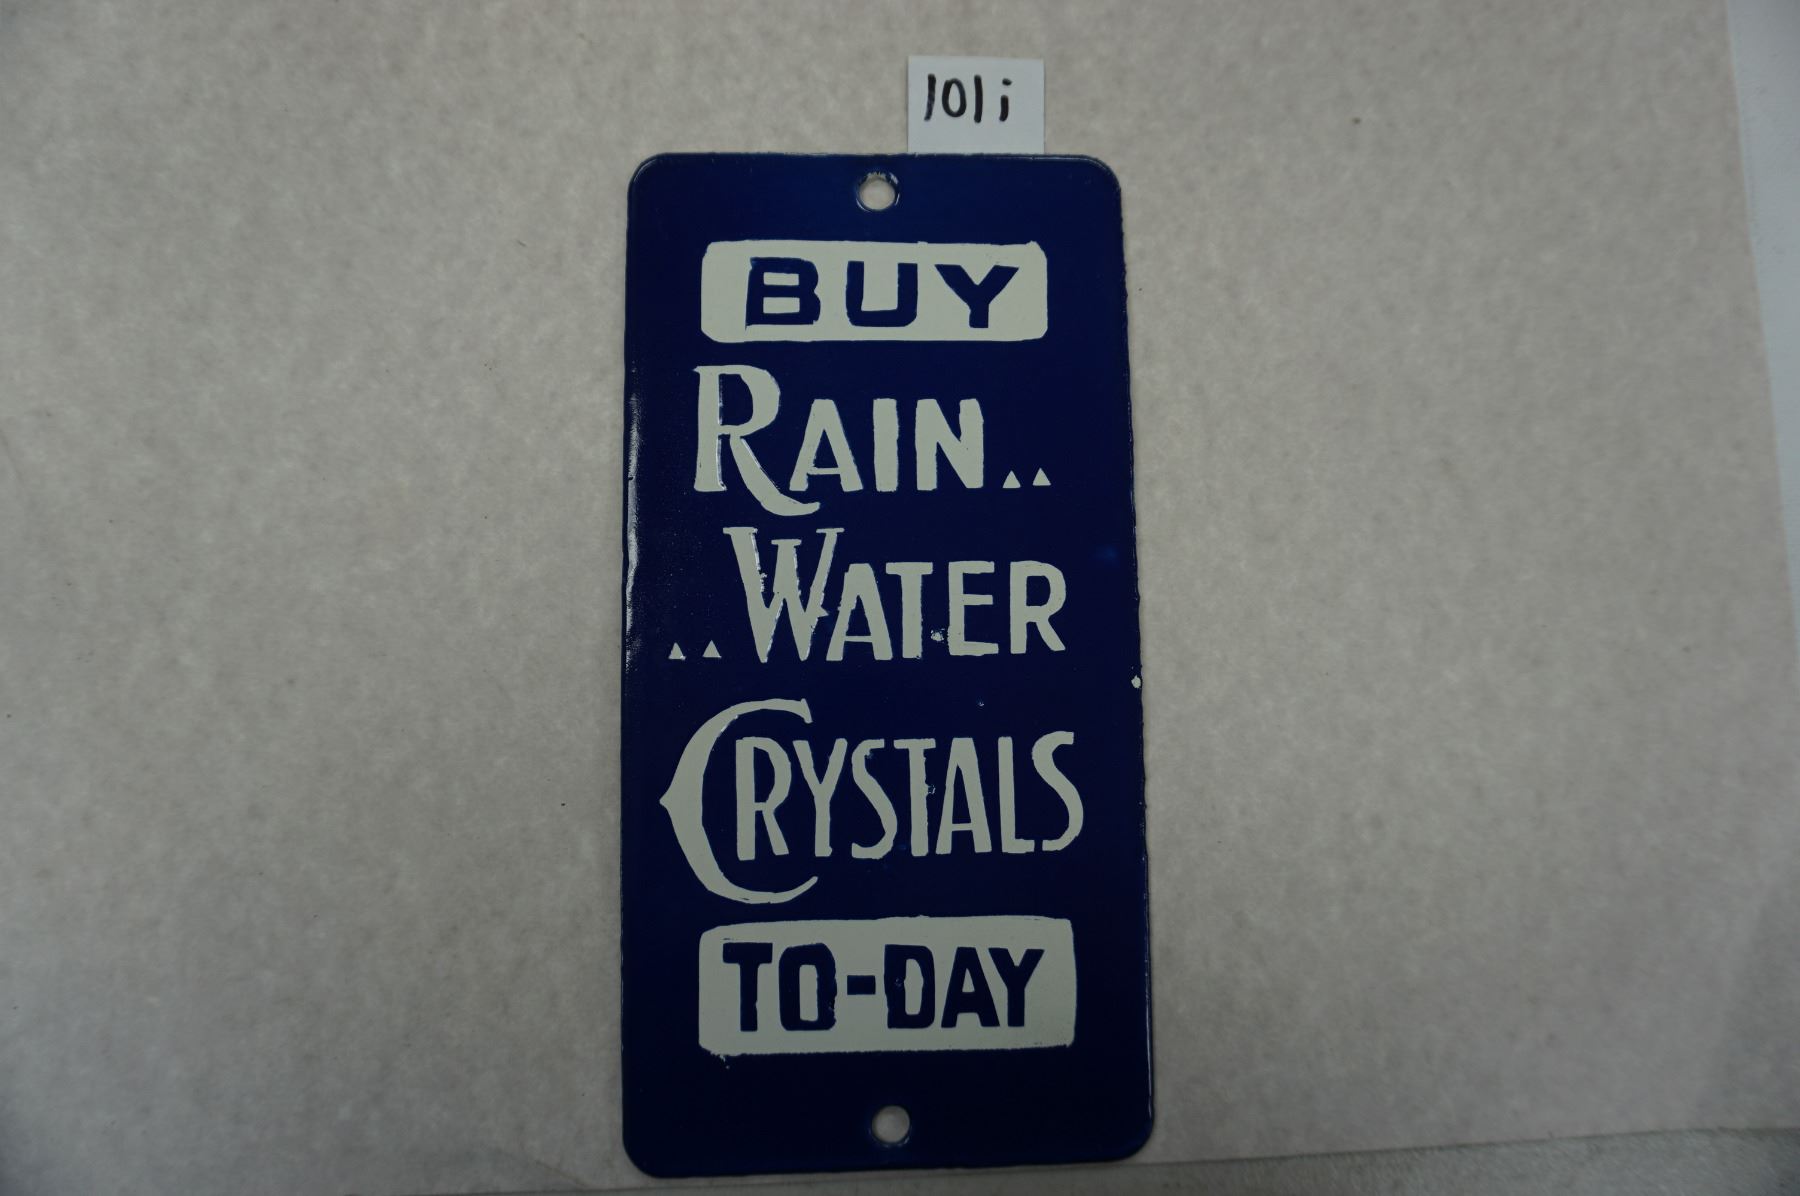 101i
BUY
RAIN..
..WATER
CRYSTALS
TO-DAY